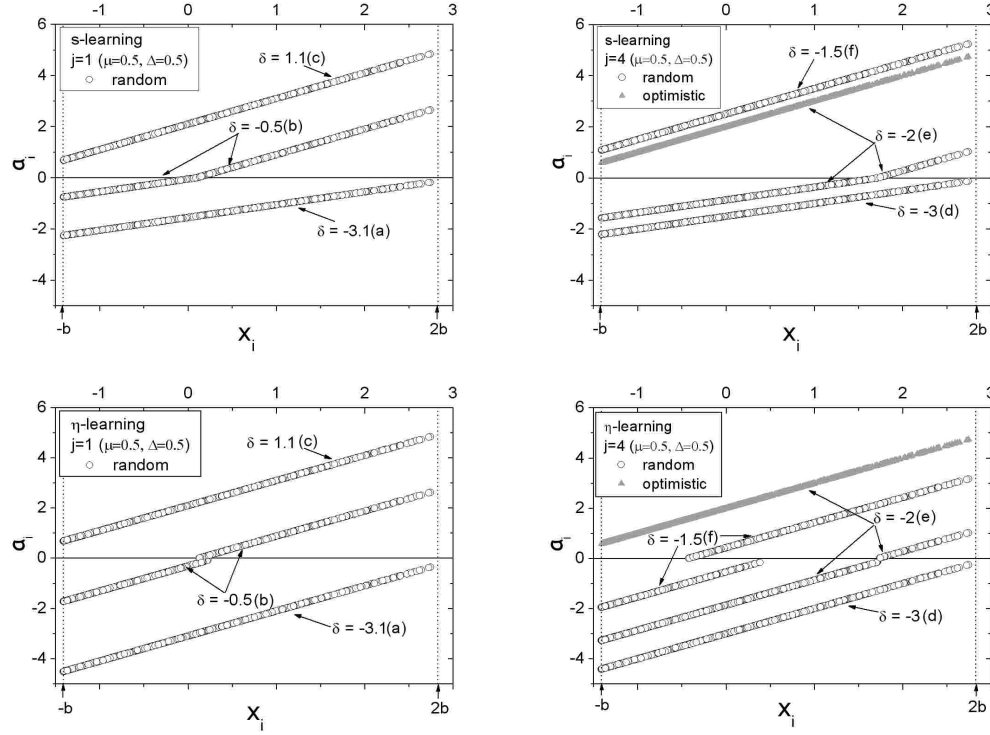 -1 0 1 2 3
s-learning
j=1 (μ=0.5, Δ=0.5)
○ random
δ = 1.1(c)
δ = -0.5(b)
δ = -3.1(a)
6
4
2
0
-2
-4
a_i
-b 2b
x_i
-1 0 1 2 3
s-learning
j=4 (μ=0.5, Δ=0.5)
○ random
▲ optimistic
δ = -1.5(f)
δ = -2(e)
δ = -3(d)
6
4
2
0
-2
-4
a_i
-b 2b
x_i
-1 0 1 2 3
η-learning
j=1 (μ=0.5, Δ=0.5)
○ random
δ = 1.1(c)
δ = -0.5(b)
δ = -3.1(a)
6
4
2
0
-2
-4
a_i
-b 2b
x_i
-1 0 1 2 3
η-learning
j=4 (μ=0.5, Δ=0.5)
○ random
▲ optimistic
δ = -2(e)
δ = -1.5(f)
δ = -3(d)
6
4
2
0
-2
-4
a_i
-b 2b
x_i